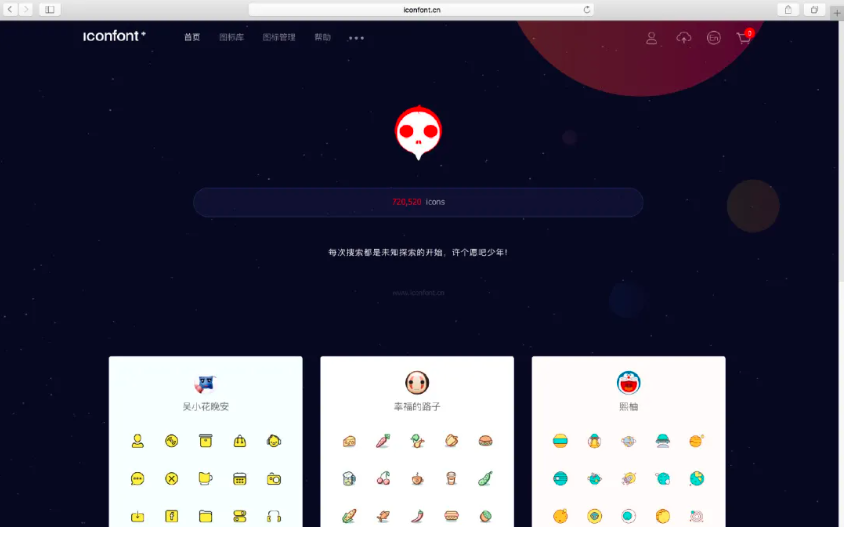 iconfont.cn
iconfont+
首页 图标库 图标管理 帮助
En
720,520 icons
每次搜索都是未知探索的开始，许个愿吧少年！
www.iconfont.cn
吴小花晚安 幸福的路子 熙柚